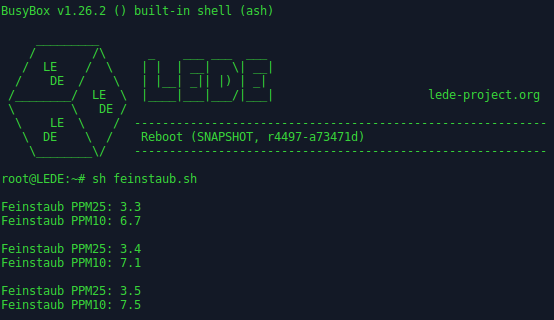 BusyBox v1.26.2 () built-in shell (ash)
LE
DE
LE
DE
LE
DE
LEDE
lede-project.org
Reboot (SNAPSHOT, r4497-a73471d)
root@LEDE:~# sh feinstaub.sh
Feinstaub PPM25: 3.3
Feinstaub PPM10: 6.7
Feinstaub PPM25: 3.4
Feinstaub PPM10: 7.1
Feinstaub PPM25: 3.5
Feinstaub PPM10: 7.5